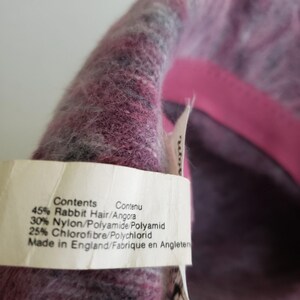 Contents Contenu
45% Rabbit Hair/Angora
30% Nylon/Polyamide/Polyamid
25% Chlorofibre/Polychlorid
Made in England/Fabrique en Angleterre